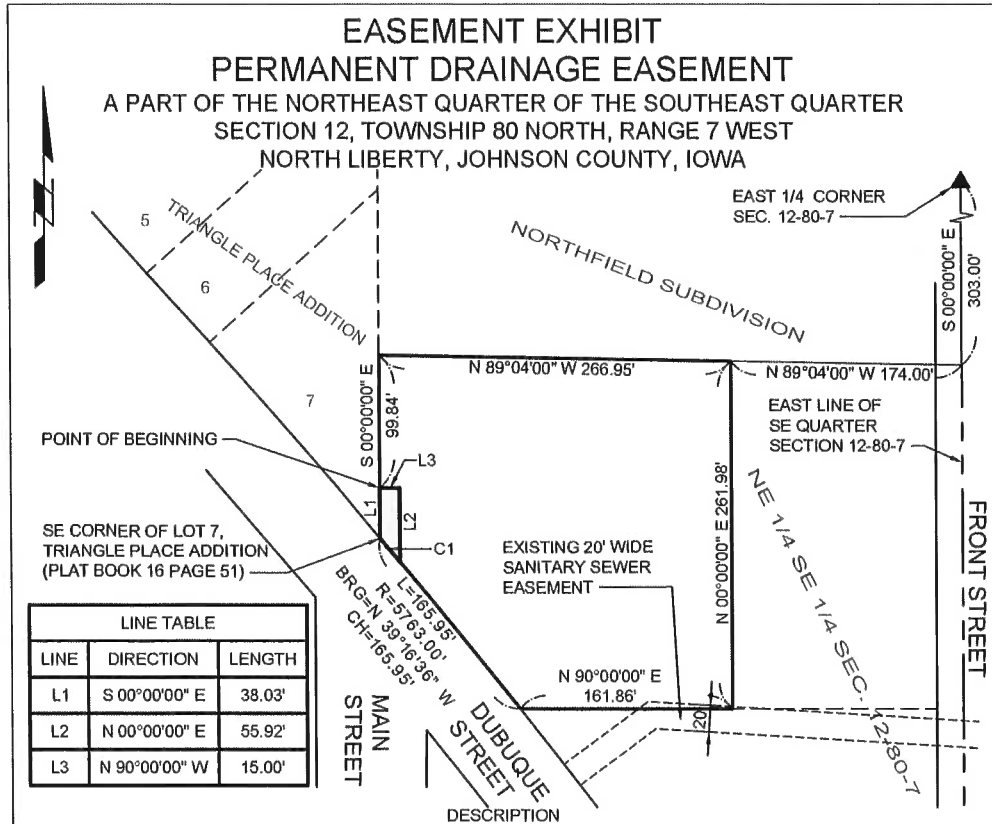 EASEMENT EXHIBIT
PERMANENT DRAINAGE EASEMENT
A PART OF THE NORTHEAST QUARTER OF THE SOUTHEAST QUARTER
SECTION 12, TOWNSHIP 80 NORTH, RANGE 7 WEST
NORTH LIBERTY, JOHNSON COUNTY, IOWA
EAST 1/4 CORNER
SEC. 12-80-7
S 00°00'00" E
303.00'
5
6
7
TRIANGLE PLACE ADDITION
NORTHFIELD SUBDIVISION
N 89°04'00" W 266.95'
N 89°04'00" W 174.00'
S 00°00'00" E
99.84'
EAST LINE OF
SE QUARTER
SECTION 12-80-7
POINT OF BEGINNING
L3
L1
L2
C1
SE CORNER OF LOT 7,
TRIANGLE PLACE ADDITION
(PLAT BOOK 16 PAGE 51)
EXISTING 20' WIDE
SANITARY SEWER
EASEMENT
N 00°00'00" E 261.98'
NE 1/4 SE 1/4 SEC. 12-80-7
FRONT STREET
L=165.95'
R=5763.00'
BRG=N 39°16'36" W
CH=165.95'
N 90°00'00" E
161.86'
20'
MAIN
STREET
DUBUQUE
STREET
LINE TABLE
LINE DIRECTION LENGTH
L1 S 00°00'00" E 38.03'
L2 N 00°00'00" E 55.92'
L3 N 90°00'00" W 15.00'
DESCRIPTION